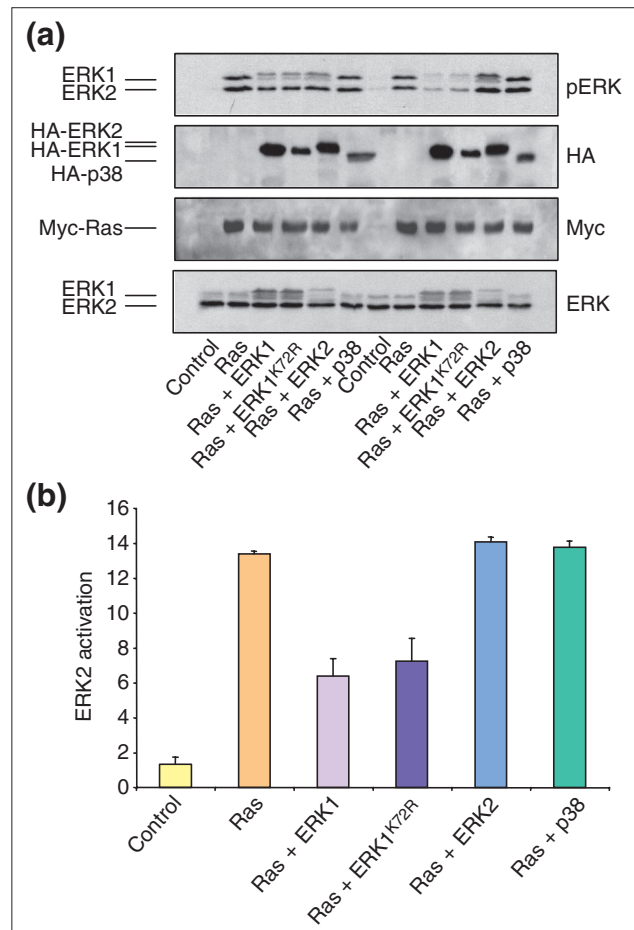 (a)
ERK1
ERK2
pERK
HA-ERK2
HA-ERK1
HA-p38
HA
Myc-Ras
Myc
ERK1
ERK2
ERK
Control
Ras
Ras + ERK1
Ras + ERK1K72R
Ras + ERK2
Ras + p38
Control
Ras
Ras + ERK1
Ras + ERK1K72R
Ras + ERK2
Ras + p38
(b)
ERK2 activation
16
14
12
10
8
6
4
2
0
Control
Ras
Ras + ERK1
Ras + ERK1K72R
Ras + ERK2
Ras + p38